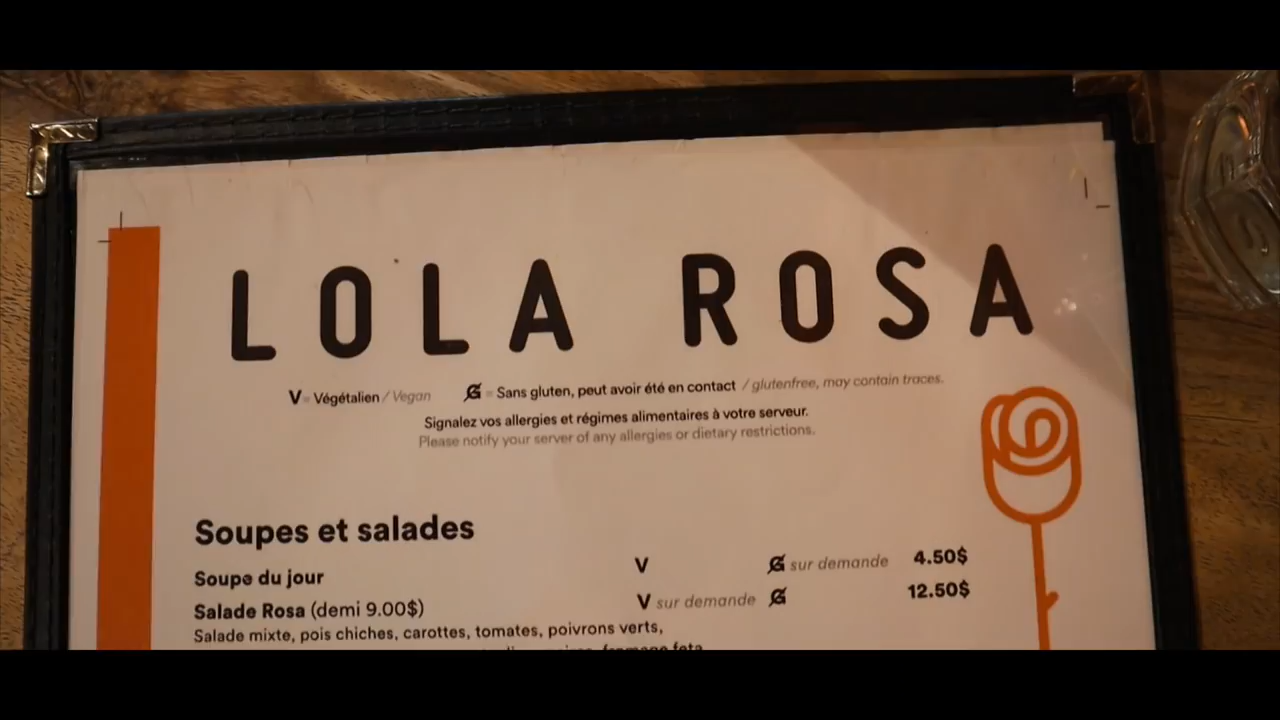 LOLA ROSA
V = Végétalien / Vegan G = Sans gluten, peut avoir été en contact / glutenfree, may contain traces.
Signalez vos allergies et régimes alimentaires à votre serveur.
Please notify your server of any allergies or dietary restrictions.
Soupes et salades
Soupe du jour V G sur demande 4.50$
Salade Rosa (demi 9.00$) V sur demande G 12.50$
Salade mixte, pois chiches, carottes, tomates, poivrons verts,
fromage feta